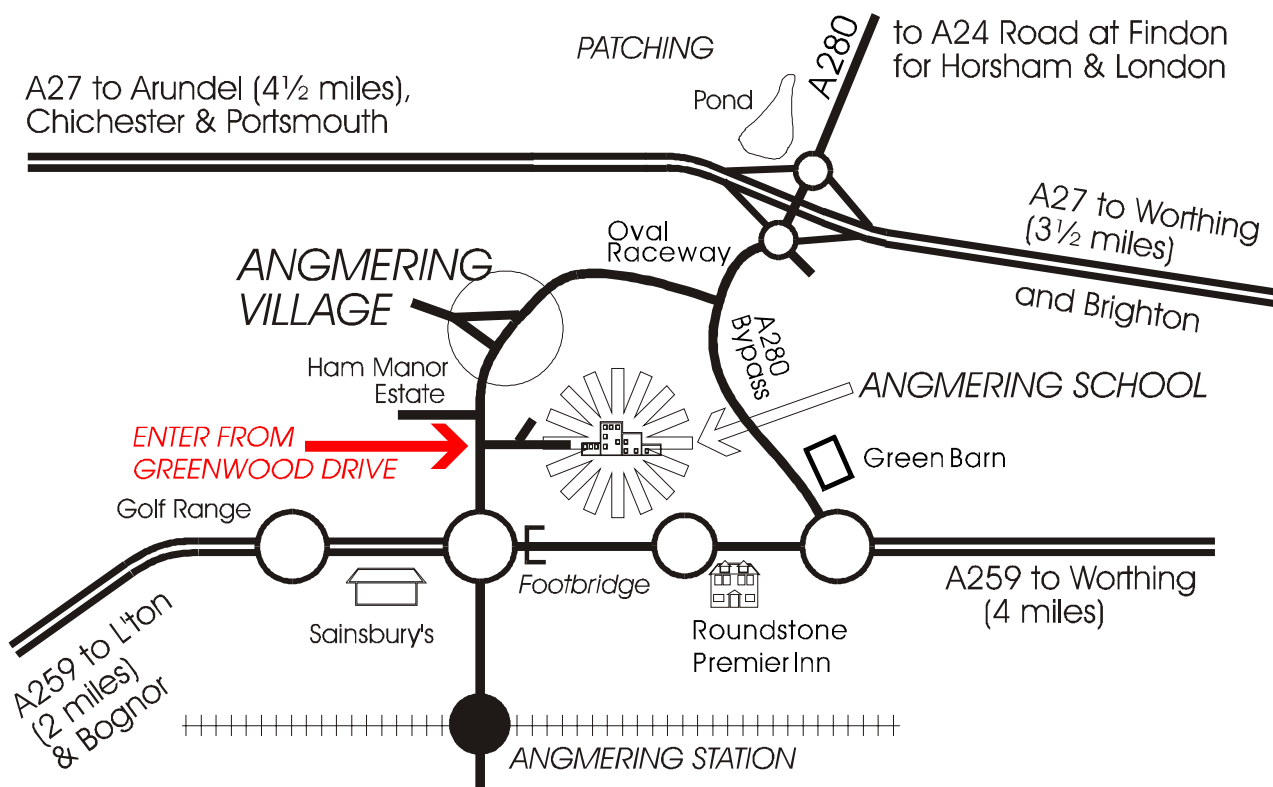 PATCHING
A280
to A24 Road at Findon
for Horsham & London
A27 to Arundel (4½ miles),
Chichester & Portsmouth
Pond
A27 to Worthing
(3½ miles)
and Brighton
Oval
Raceway
ANGMERING
VILLAGE
A280
Bypass
Ham Manor
Estate
ANGMERING SCHOOL
ENTER FROM
GREENWOOD DRIVE
Green Barn
Golf Range
Footbridge
A259 to Worthing
(4 miles)
Sainsbury's
Roundstone
Premier Inn
A259 to L'ton
(2 miles)
& Bognor
ANGMERING STATION